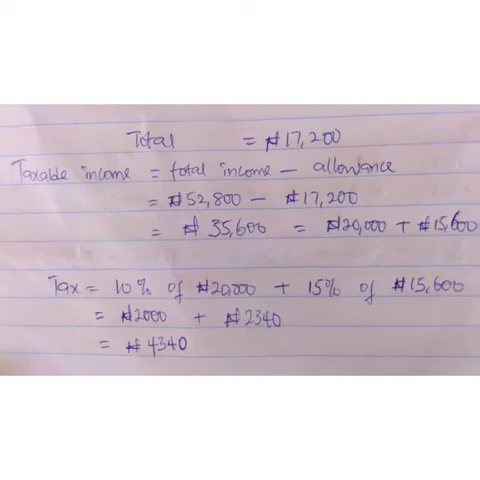 Total = ₦17,200
Taxable income = total income - allowance
= ₦52,800 - ₦17,200
= ₦ 35,600 = ₦20,000 + ₦15,600
Tax = 10% of ₦20,000 + 15% of ₦15,600
= ₦2000 + ₦2340
= ₦4340